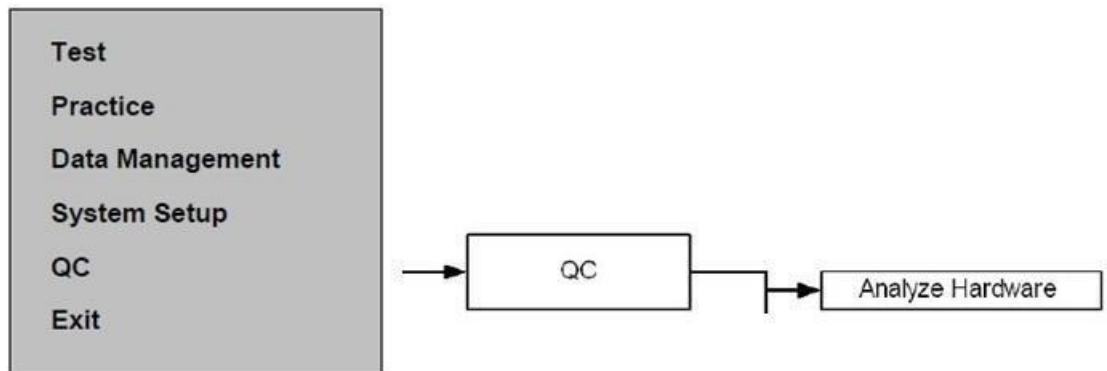 Test
Practice
Data Management
System Setup
QC
Exit
QC
Analyze Hardware